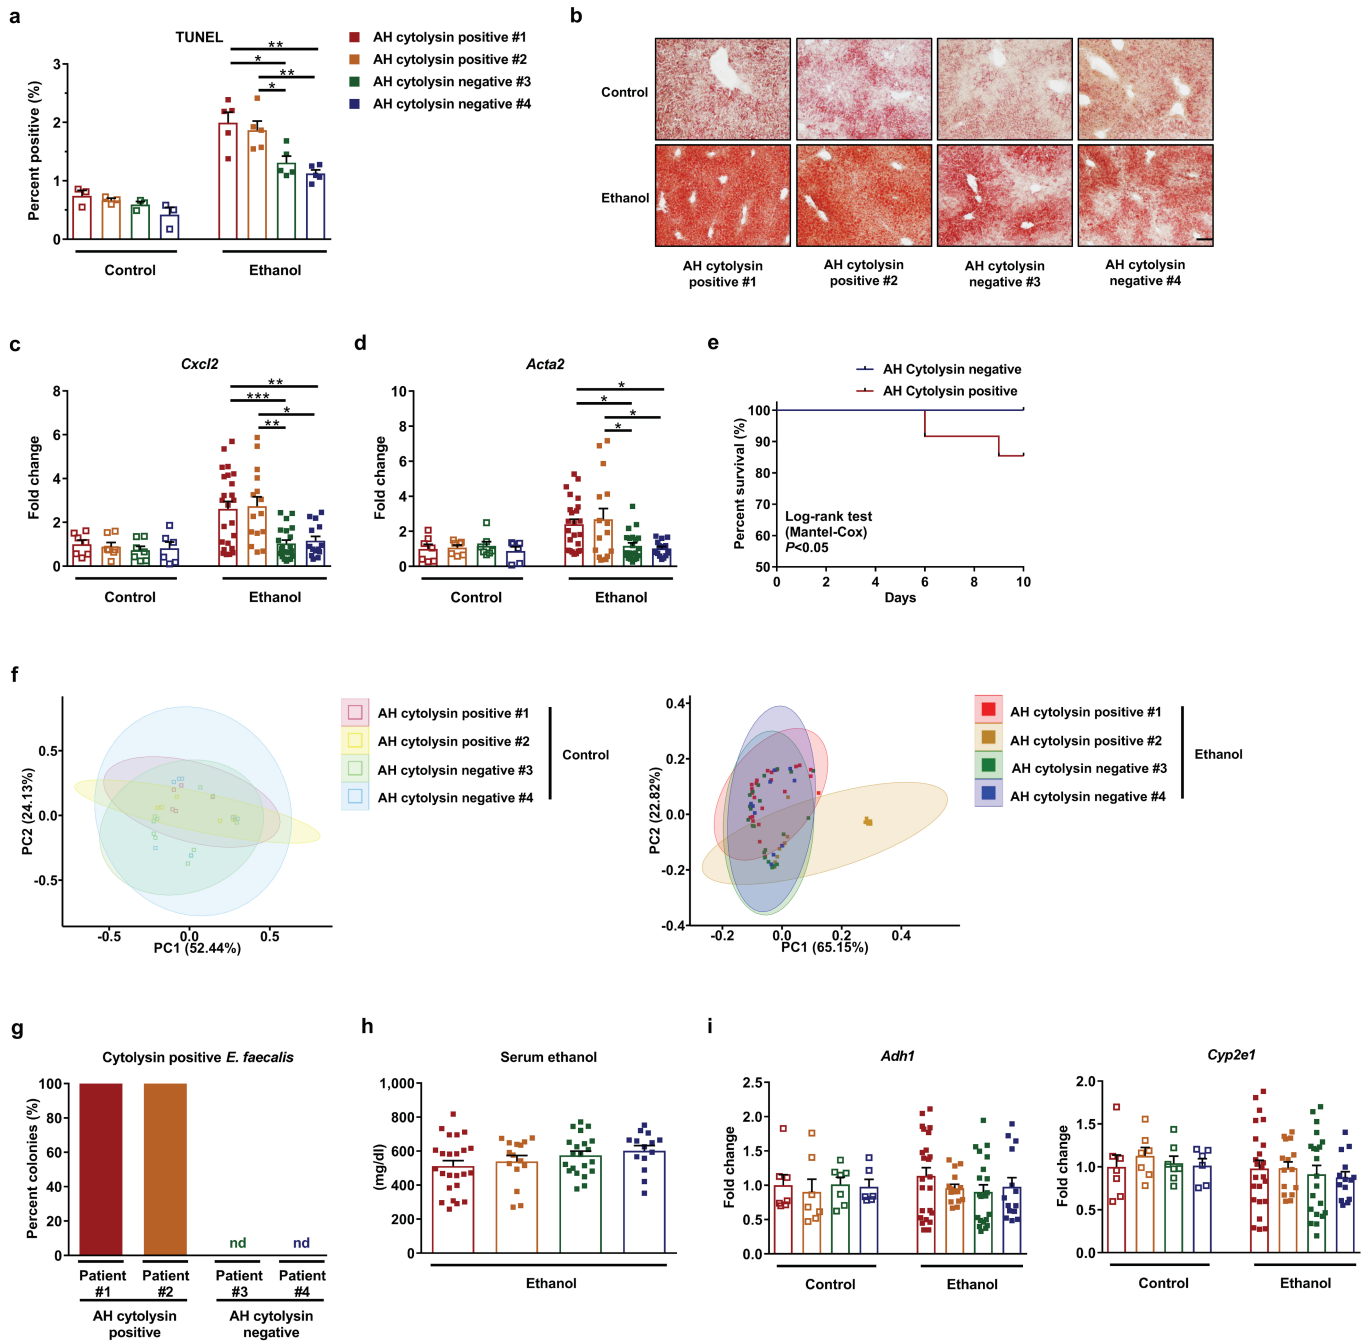 a
TUNEL
AH cytolysin positive #1
AH cytolysin positive #2
AH cytolysin negative #3
AH cytolysin negative #4
**
*
**
*
Percent positive (%)
3
2
1
0
Control
Ethanol
b
Control
Ethanol
AH cytolysin
positive #1
AH cytolysin
positive #2
AH cytolysin
negative #3
AH cytolysin
negative #4
c
Cxcl2
**
***
*
**
Fold change
8
6
4
2
0
Control
Ethanol
d
Acta2
*
*
*
*
Fold change
10
8
6
4
2
0
Control
Ethanol
e
AH Cytolysin negative
AH Cytolysin positive
Percent survival (%)
100
90
80
70
60
50
Log-rank test
(Mantel-Cox)
P<0.05
0 2 4 6 8 10
Days
f
PC2 (24.13%)
0.5
0.0
-0.5
-0.5 0.0 0.5
PC1 (52.44%)
AH cytolysin positive #1
AH cytolysin positive #2
AH cytolysin negative #3
AH cytolysin negative #4
Control
PC2 (22.82%)
0.4
0.2
0.0
-0.2
-0.4
-0.2 0.0 0.2 0.4
PC1 (65.15%)
AH cytolysin positive #1
AH cytolysin positive #2
AH cytolysin negative #3
AH cytolysin negative #4
Ethanol
g
Cytolysin positive E. faecalis
Percent colonies (%)
100
80
60
40
20
0
nd nd
Patient
#1
Patient
#2
Patient
#3
Patient
#4
AH cytolysin
positive
AH cytolysin
negative
h
Serum ethanol
(mg/dl)
1,000
800
600
400
200
0
Ethanol
i
Adh1
Fold change
2.5
2.0
1.5
1.0
0.5
0.0
Control
Ethanol
Cyp2e1
Fold change
2.0
1.5
1.0
0.5
0.0
Control
Ethanol